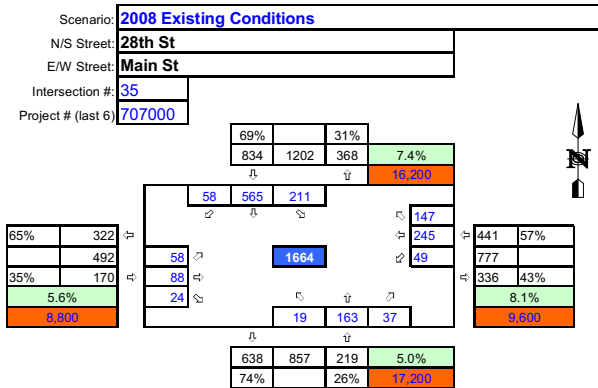 Scenario: 2008 Existing Conditions
N/S Street: 28th St
E/W Street: Main St
Intersection #: 35
Project # (last 6) 707000
69% 31%
834 1202 368 7.4%
⇩ ⇧ 16,200
N
58 565 211
147
65% 322 ⇦ 245 ⇦ 441 57%
492 58 1664 49 777
35% 170 ⇨ 88 ⇨ ⇨ 336 43%
5.6% 24 8.1%
8,800 19 163 37 9,600
⇩ ⇧
638 857 219 5.0%
74% 26% 17,200